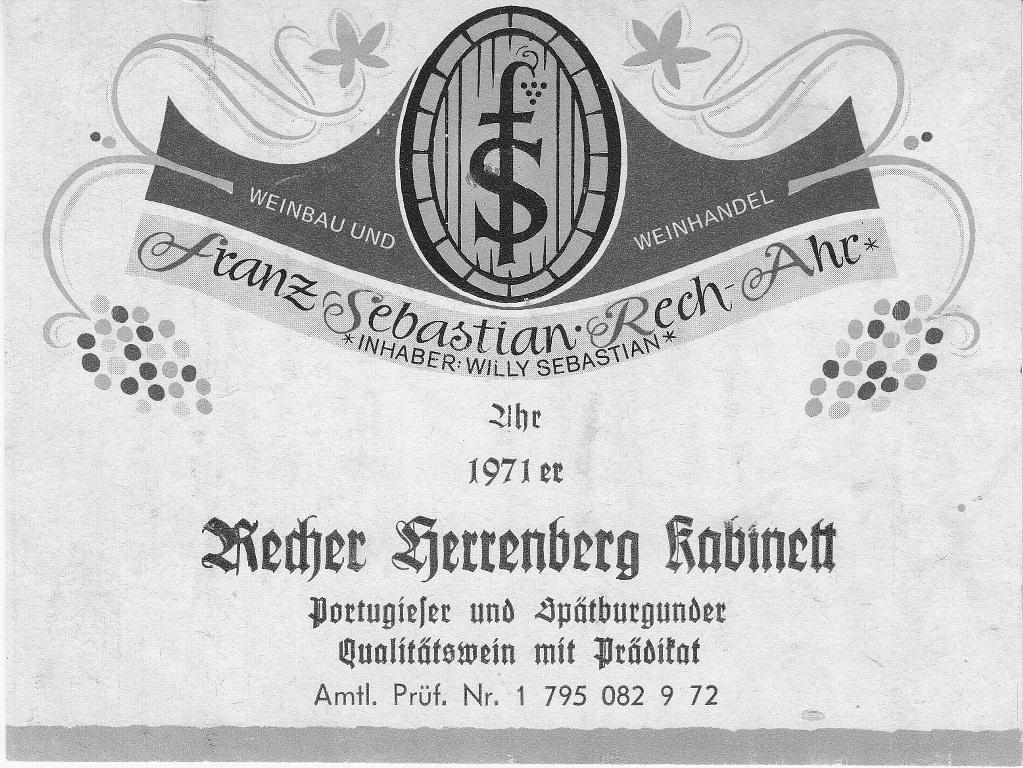 WEINBAU UND WEINHANDEL
Franz Sebastian · Rech-Ahr *
* INHABER: WILLY SEBASTIAN *
Ahr
1971er
Recher Herrenberg Kabinett
Portugieser und Spätburgunder
Qualitätswein mit Prädikat
Amtl. Prüf. Nr. 1 795 082 9 72